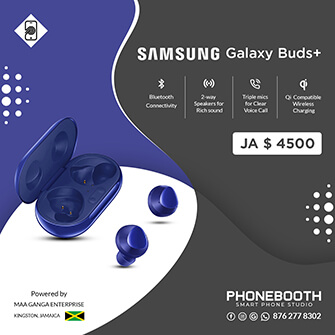 SAMSUNG Galaxy Buds+
Bluetooth
Connectivity
2-way
Speakers for
Rich sound
Triple mics
for Clear
Voice Call
Qi Compatible
Wireless
Charging
JA $ 4500
Powered by
MAA GANGA ENTERPRISE
KINGSTON, JAMAICA
PHONEBOOTH
SMART PHONE STUDIO
876 277 8302